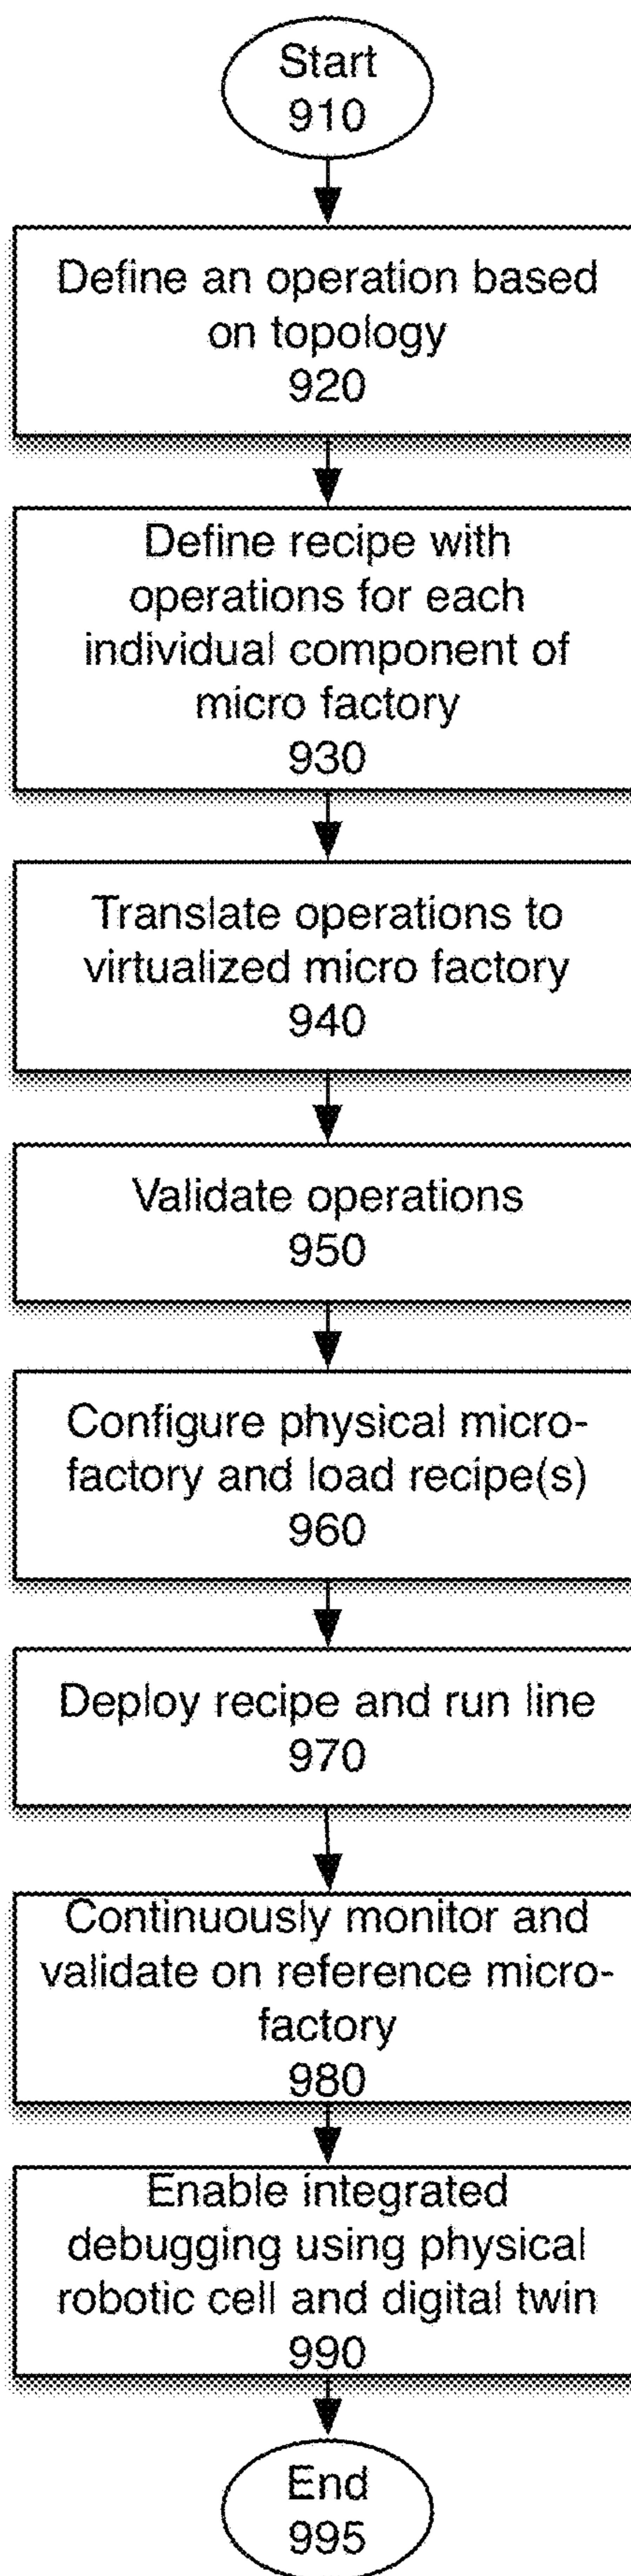 Start
910
Define an operation based
on topology
920
Define recipe with
operations for each
individual component of
micro factory
930
Translate operations to
virtualized micro factory
940
Validate operations
950
Configure physical micro-
factory and load recipe(s)
960
Deploy recipe and run line
970
Continuously monitor and
validate on reference micro-
factory
980
Enable integrated
debugging using physical
robotic cell and digital twin
990
End
995